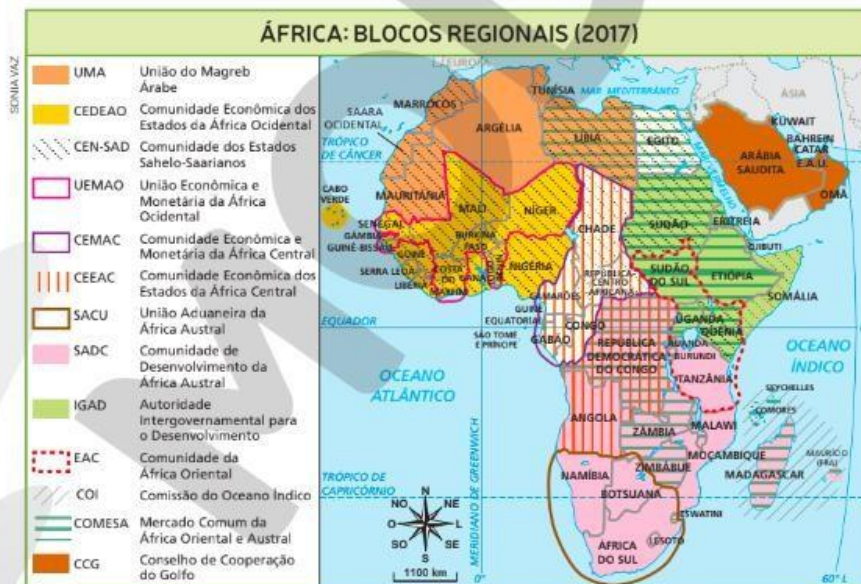 ÁFRICA: BLOCOS REGIONAIS (2017)
SONIA VAZ
UMA União do Magreb Árabe
CEDEAO Comunidade Econômica dos Estados da África Ocidental
CEN-SAD Comunidade dos Estados Sahelo-Saarianos
UEMAO União Econômica e Monetária da África Ocidental
CEMAC Comunidade Econômica e Monetária da África Central
CEEAC Comunidade Econômica dos Estados da África Central
SACU União Aduaneira da África Austral
SADC Comunidade de Desenvolvimento da África Austral
IGAD Autoridade Intergovernamental para o Desenvolvimento
EAC Comunidade da África Oriental
COI Comissão do Oceano Índico
COMESA Mercado Comum da África Oriental e Austral
CCG Conselho de Cooperação do Golfo
EUROPA
ÁSIA
TUNÍSIA
MAR MEDITERRÂNEO
MARROCOS
SAARA OCIDENTAL
ARGÉLIA
LÍBIA
EGITO
KUWAIT
BAHREIN
CATAR
E.A.U.
ARÁBIA SAUDITA
OMÃ
TRÓPICO DE CÂNCER
MAR VERMELHO
MAURITÂNIA
CABO VERDE
MALI
NÍGER
CHADE
SUDÃO
ERITREIA
DJIBUTI
SENEGAL
GÂMBIA
GUINÉ-BISSAU
GUINÉ
BURKINA FASO
SERRA LEOA
LIBÉRIA
COSTA DO MARFIM
GANA
TOGO
BENIN
NIGÉRIA
REPÚBLICA CENTRO AFRICANA
SUDÃO DO SUL
ETIÓPIA
SOMÁLIA
CAMARÕES
EQUADOR
GUINÉ EQUATORIAL
SÃO TOMÉ E PRÍNCIPE
GABÃO
CONGO
REPÚBLICA DEMOCRÁTICA DO CONGO
UGANDA
QUÊNIA
RUANDA
BURUNDI
TANZÂNIA
OCEANO ÍNDICO
OCEANO ATLÂNTICO
SEYCHELLES
COMORES
ANGOLA
ZÂMBIA
MALAWI
MOÇAMBIQUE
ZIMBÁBUE
MADAGASCAR
MAURÍCIO
(FRA)
NAMÍBIA
BOTSUANA
TRÓPICO DE CAPRICÓRNIO
MERIDIANO DE GREENWICH
ESWATINI
LESOTO
ÁFRICA DO SUL
N
NO NE
O L
SO SE
S
1100 km
0°
60° L